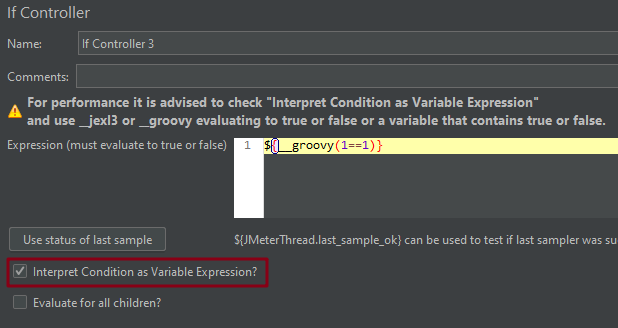 If Controller
Name: If Controller 3
Comments:
For performance it is advised to check "Interpret Condition as Variable Expression"
and use __jexl3 or __groovy evaluating to true or false or a variable that contains true or false.
Expression (must evaluate to true or false) 1 ${__groovy(1==1)}
Use status of last sample ${JMeterThread.last_sample_ok} can be used to test if last sampler was su
Interpret Condition as Variable Expression?
Evaluate for all children?